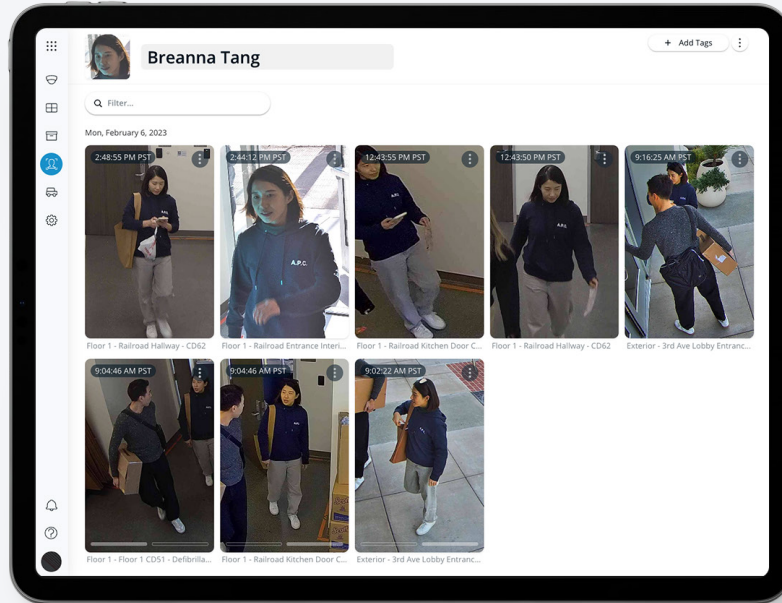 Breanna Tang
+ Add Tags
Filter...
Mon, February 6, 2023
2:48:55 PM PST
2:44:12 PM PST
12:43:55 PM PST
12:43:50 PM PST
9:16:25 AM PST
A.P.C.
A.P.C.
A.P.C.
Floor 1 - Railroad Hallway - CD62
Floor 1 - Railroad Entrance Interi...
Floor 1 - Railroad Kitchen Door C...
Floor 1 - Railroad Hallway - CD62
Exterior - 3rd Ave Lobby Entranc...
9:04:46 AM PST
9:04:46 AM PST
9:02:22 AM PST
Floor 1 - Floor 1 CD51 - Defibrilla...
Floor 1 - Railroad Kitchen Door C...
Exterior - 3rd Ave Lobby Entranc...